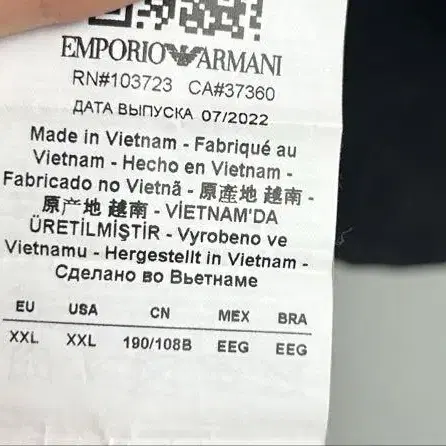 EMPORIO ARMANI
RN#103723 CA#37360
ДАТА ВЫПУСКА 07/2022
Made in Vietnam - Fabriqué au
Vietnam - Hecho en Vietnam -
Fabricado no Vietnã - 原產地 越南 -
原产地 越南 - VİETNAM'DA
ÜRETİLMİŞTİR - Vyrobeno ve
Vietnamu - Hergestellt in Vietnam -
Сделано во Вьетнаме
EU USA CN MEX BRA
XXL XXL 190/108B EEG EEG